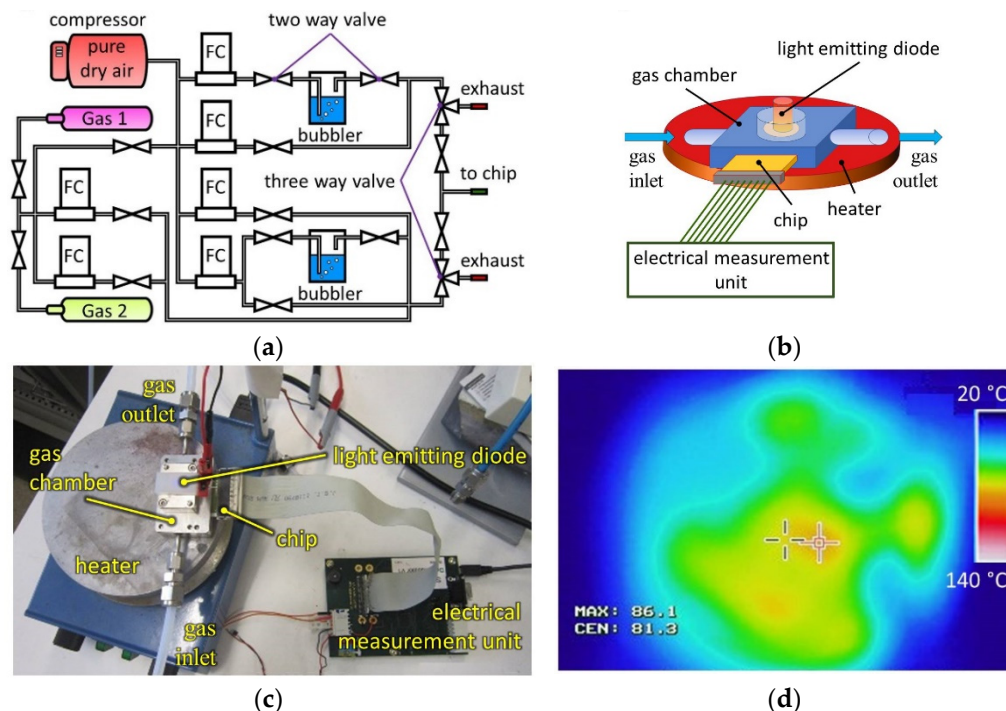 compressor
pure
dry air
FC
two way valve
bubbler
exhaust
Gas 1
FC
to chip
three way valve
FC
FC
FC
FC
bubbler
exhaust
Gas 2
(a)
light emitting diode
gas chamber
gas
inlet
gas
outlet
chip
heater
electrical measurement
unit
(b)
gas
outlet
gas
chamber
light emitting diode
chip
heater
electrical
measurement unit
gas
inlet
(c)
20 °C
140 °C
MAX: 86.1
CEN: 81.3
(d)